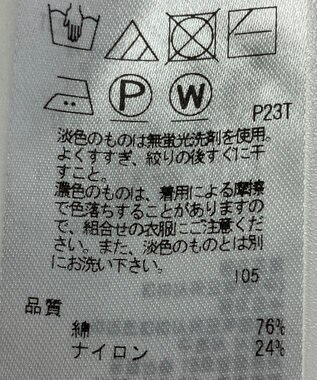 P W
P23T
淡色のものは無蛍光洗剤を使用。
よくすすぎ、絞りの後すぐに干
すこと。
濃色のものは、着用による摩擦
で色落ちすることがありますの
で、組合せの衣服にご注意くだ
さい。また、淡色のものとは別
にお洗い下さい。
105
品質
綿 76%
ナイロン 24%